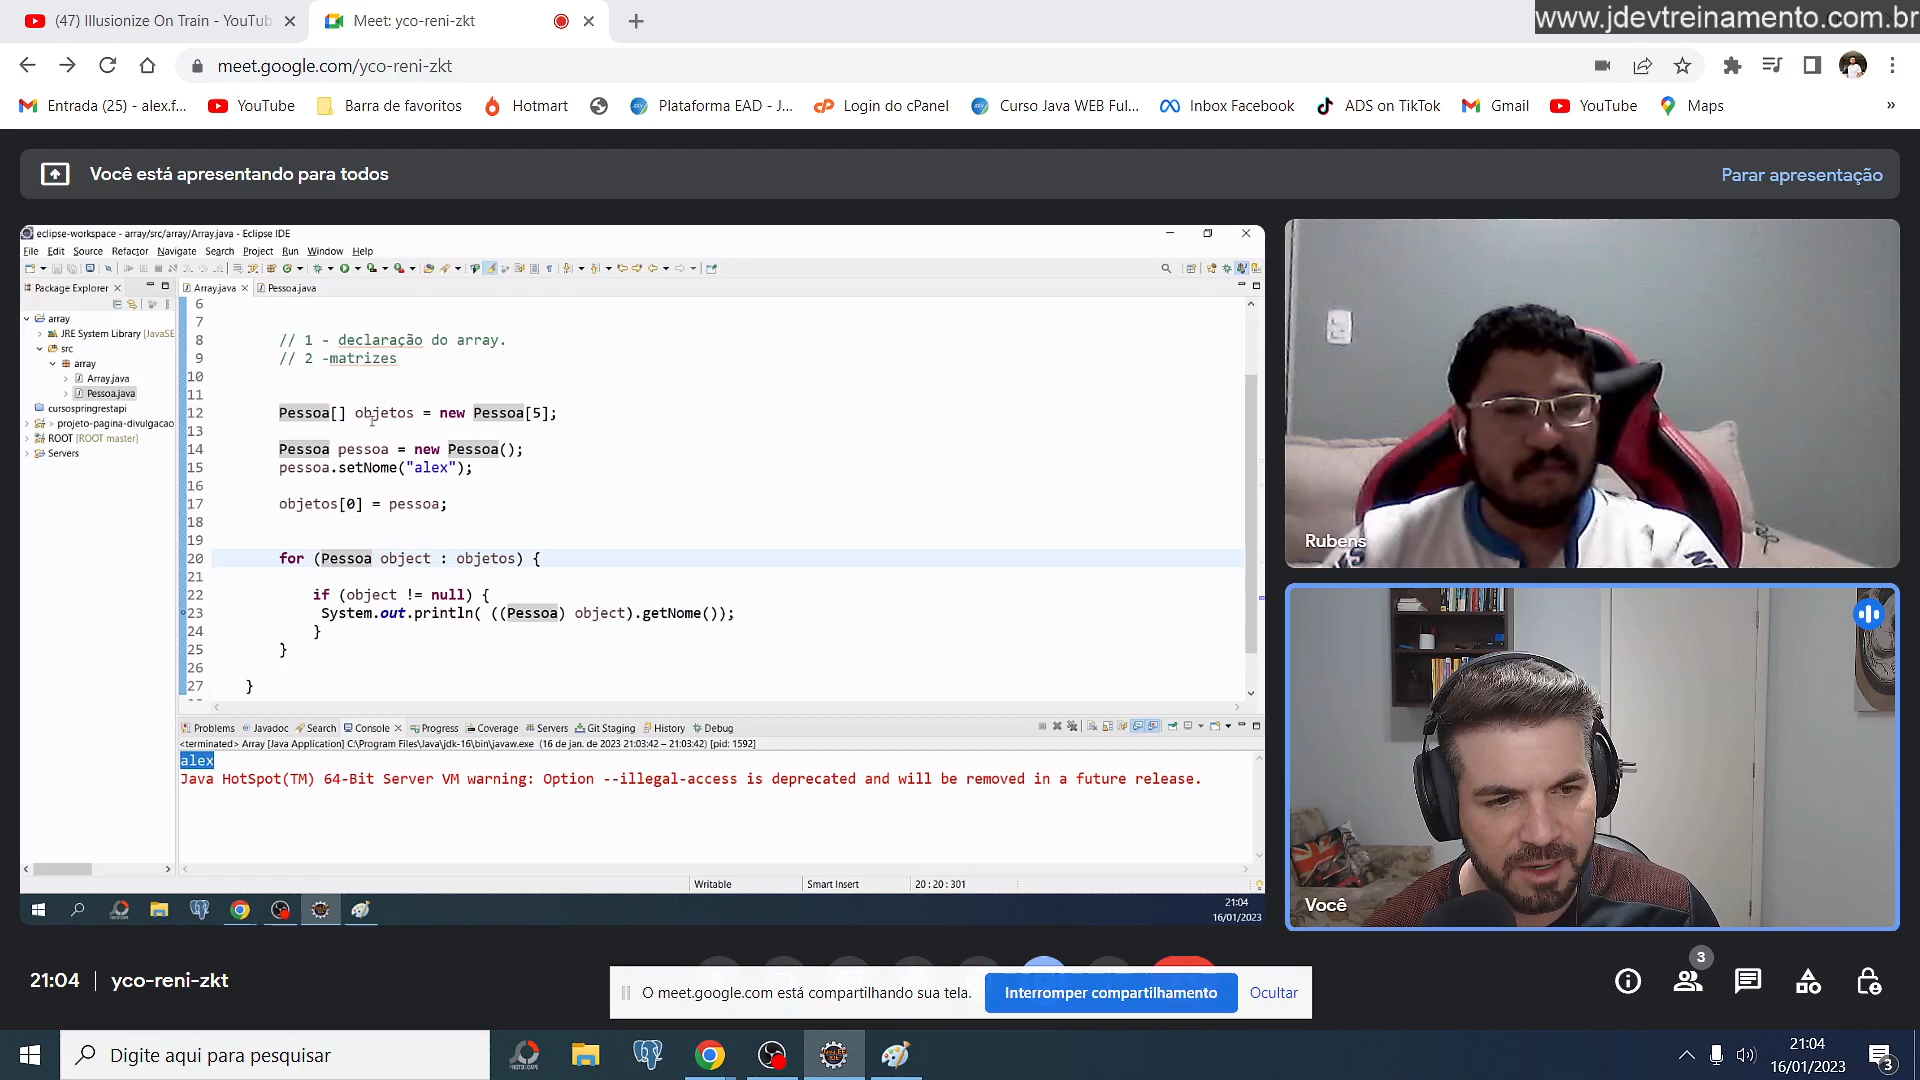 www.jdevtreinamento.com.br
(47) Illusionize On Train - YouTub
Meet: yco-reni-zkt
meet.google.com/yco-reni-zkt
Entrada (25) - alex.f...
YouTube
Barra de favoritos
Hotmart
Plataforma EAD - J...
Login do cPanel
Curso Java WEB Ful...
Inbox Facebook
ADS on TikTok
Gmail
YouTube
Maps
»
Você está apresentando para todos
Parar apresentação
eclipse-workspace - array/src/array/Array.java - Eclipse IDE
File Edit Source Refactor Navigate Search Project Run Window Help
Package Explorer
Array.java
Pessoa.java
array
JRE System Library [JavaSE
src
array
Array.java
Pessoa.java
cursospringrestapi
> projeto-pagina-divulgacao
ROOT [ROOT master]
Servers
6
7
8 // 1 - declaração do array.
9 // 2 -matrizes
10
11
12 Pessoa[] objetos = new Pessoa[5];
13
14 Pessoa pessoa = new Pessoa();
15 pessoa.setNome("alex");
16
17 objetos[0] = pessoa;
18
19
20 for (Pessoa object : objetos) {
21
22 if (object != null) {
23 System.out.println( ((Pessoa) object).getNome());
24 }
25 }
26
27 }
Problems Javadoc Search Console Progress Coverage Servers Git Staging History Debug
<terminated> Array [Java Application] C:\Program Files\Java\jdk-16\bin\javaw.exe (16 de jan. de 2023 21:03:42 – 21:03:42) [pid: 1592]
alex
Java HotSpot(TM) 64-Bit Server VM warning: Option --illegal-access is deprecated and will be removed in a future release.
Writable
Smart Insert
20 : 20 : 301
21:04
16/01/2023
Rubens
Você
21:04
yco-reni-zkt
3
O meet.google.com está compartilhando sua tela.
Interromper compartilhamento
Ocultar
Digite aqui para pesquisar
21:04
16/01/2023
3